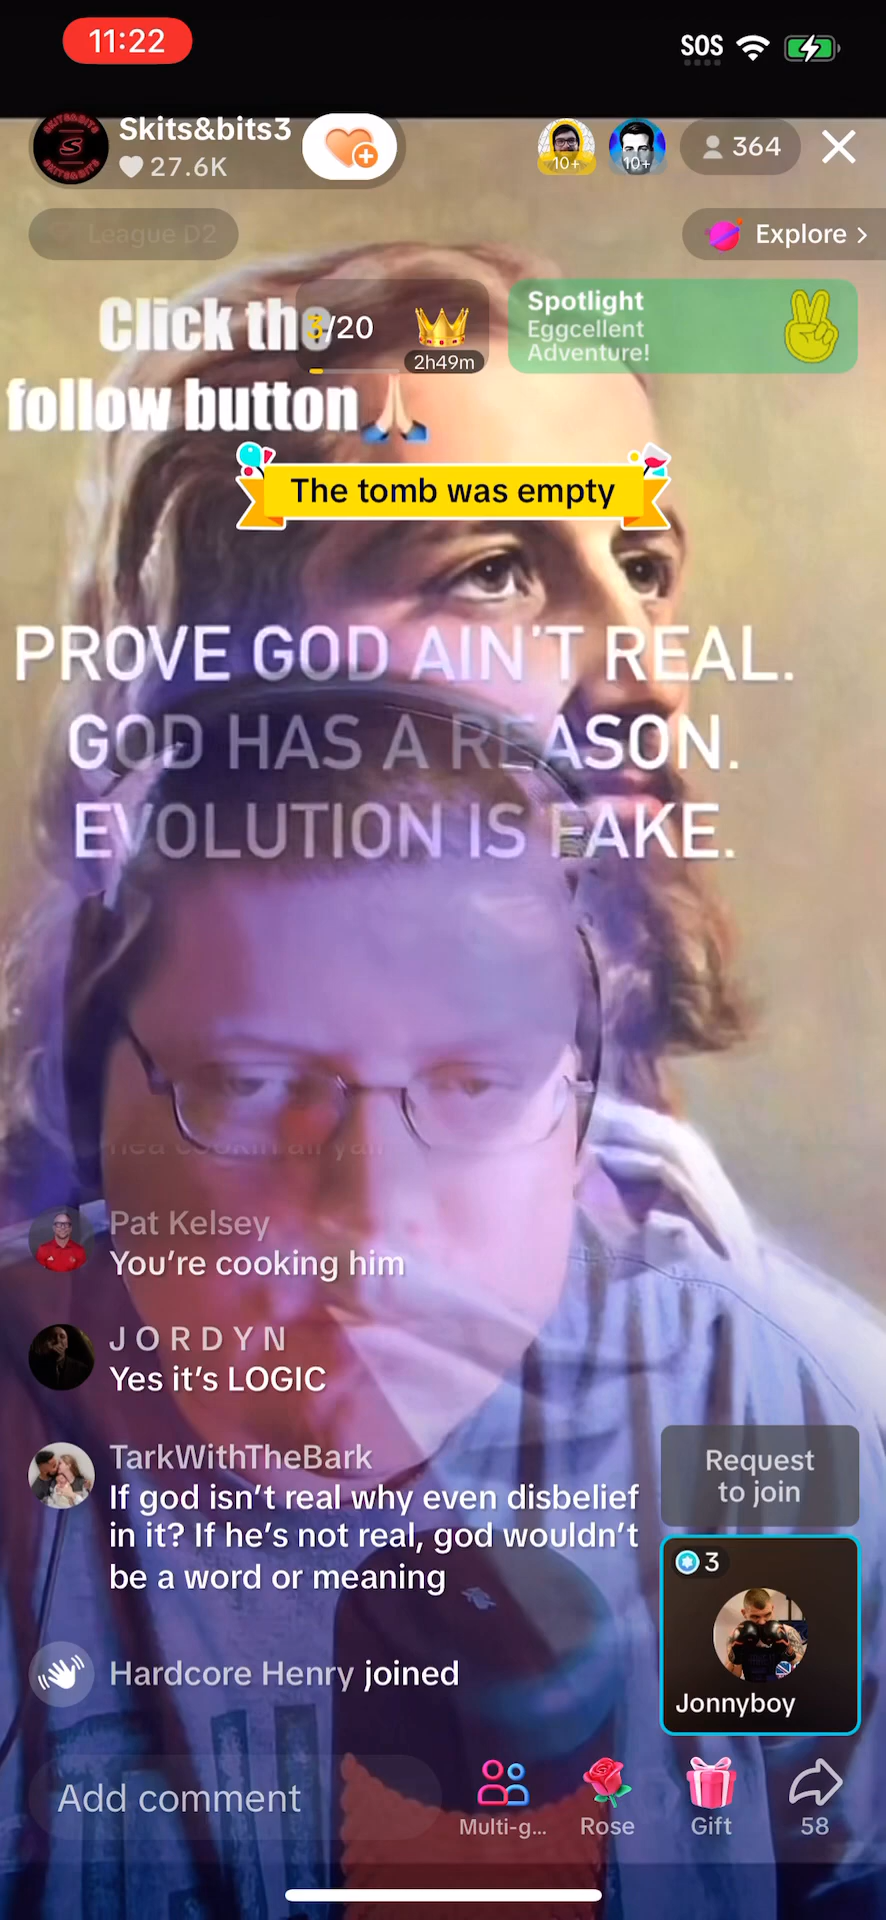 11:22
SOS
Skits&bits3
27.6K
10+
10+
364
League D2
Explore >
Click the
3/20
2h49m
Spotlight
Eggcellent
Adventure!
follow button🙏🏻
The tomb was empty
PROVE GOD AIN'T REAL.
GOD HAS A REASON.
EVOLUTION IS FAKE.
Pat Kelsey
You're cooking him
J O R D Y N
Yes it's LOGIC
TarkWithTheBark
If god isn't real why even disbelief
in it? If he's not real, god wouldn't
be a word or meaning
Hardcore Henry joined
Request
to join
3
Jonnyboy
Add comment
Multi-g...
Rose
Gift
58